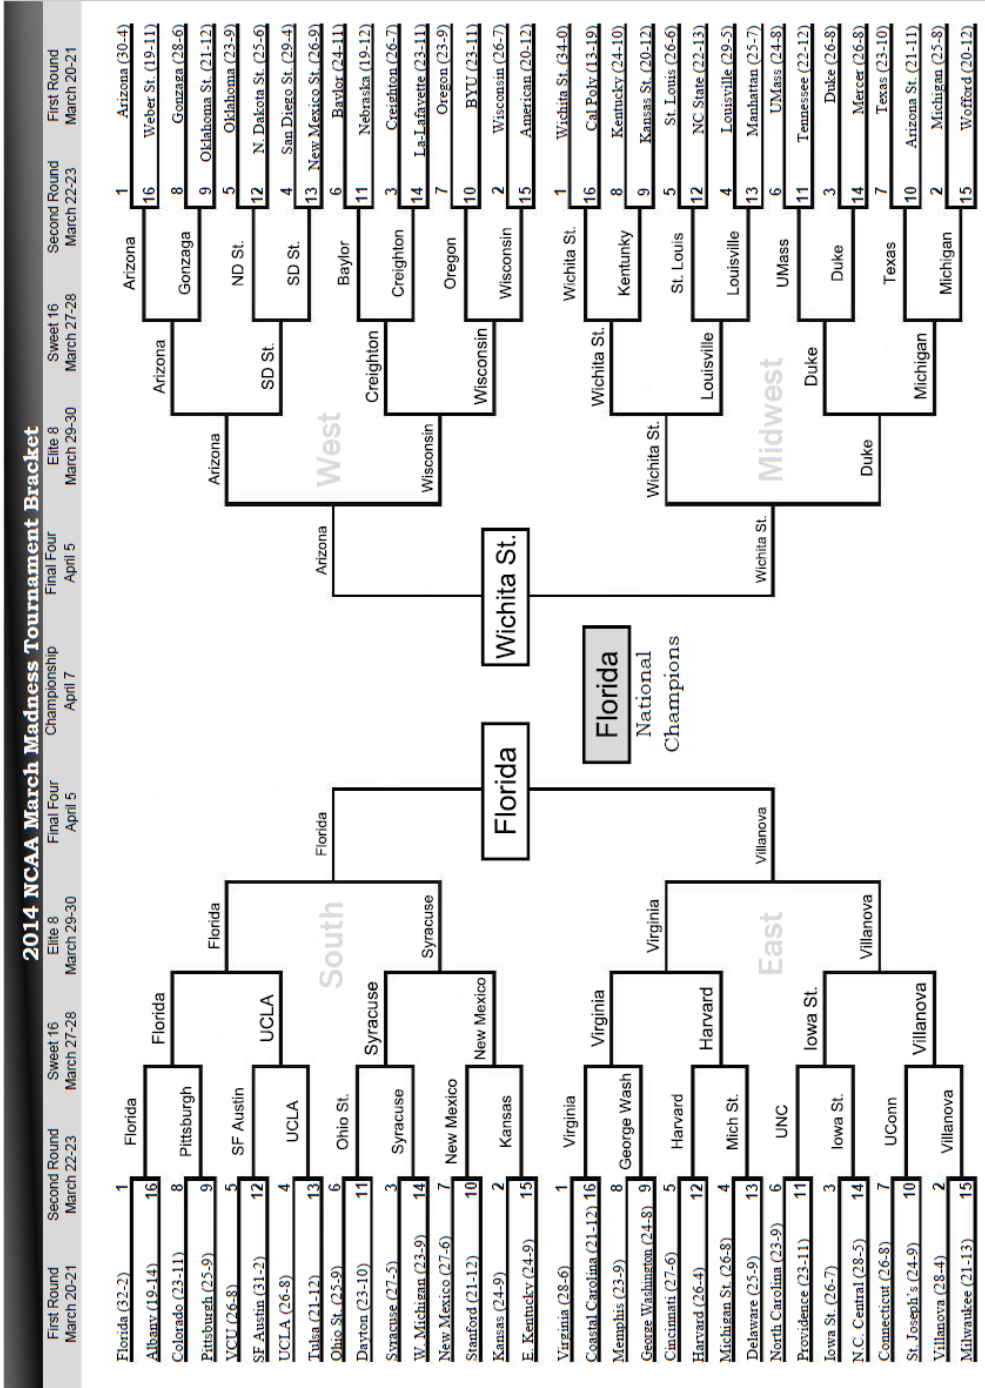 2014 NCAA March Madness Tournament Bracket
First Round
March 20-21
Second Round
March 22-23
Sweet 16
March 27-28
Elite 8
March 29-30
Final Four
April 5
Championship
April 7
Final Four
April 5
Elite 8
March 29-30
Sweet 16
March 27-28
Second Round
March 22-23
First Round
March 20-21
Florida (32-2) 1
Albany (19-14) 16
Colorado (23-11) 8
Pittsburgh (25-9) 9
VCU (26-8) 5
SF Austin (31-2) 12
UCLA (26-8) 4
Tulsa (21-12) 13
Ohio St. (25-9) 6
Dayton (23-10) 11
Syracuse (27-5) 3
W. Michigan (23-9) 14
New Mexico (27-6) 7
Stanford (21-12) 10
Kansas (24-9) 2
E. Kentucky (24-9) 15
Florida
Pittsburgh
SF Austin
UCLA
Ohio St.
Syracuse
New Mexico
Kansas
Florida
UCLA
Syracuse
New Mexico
Florida
Syracuse
South
Florida
Virginia (28-6) 1
Coastal Carolina (21-12) 16
Memphis (23-9) 8
George Washington (24-8) 9
Cincinnati (27-6) 5
Harvard (26-4) 12
Michigan St. (26-8) 4
Delaware (25-9) 13
North Carolina (23-9) 6
Providence (23-11) 11
Iowa St. (26-7) 3
N.C. Central (28-5) 14
Connecticut (26-8) 7
St. Joseph's (24-9) 10
Villanova (28-4) 2
Milwaukee (21-13) 15
Virginia
George Wash
Harvard
Mich St.
UNC
Iowa St.
UConn
Villanova
Virginia
Harvard
Iowa St.
Villanova
Virginia
Villanova
East
Villanova
Florida
Wichita St.
Florida
National
Champions
1 Arizona (30-4)
16 Weber St. (19-11)
8 Gonzaga (28-6)
9 Oklahoma St. (21-12)
5 Oklahoma (23-9)
12 N. Dakota St. (25-6)
4 San Diego St. (29-4)
13 New Mexico St. (26-9)
6 Baylor (24-11)
11 Nebraska (19-12)
3 Creighton (26-7)
14 La-Lafayette (23-11)
7 Oregon (23-9)
10 BYU (23-11)
2 Wisconsin (26-7)
15 American (20-12)
Arizona
Gonzaga
ND St.
SD St.
Baylor
Creighton
Oregon
Wisconsin
Arizona
SD St.
Creighton
Wisconsin
Arizona
Wisconsin
West
Arizona
1 Wichita St. (34-0)
16 Cal Poly (13-19)
8 Kentucky (24-10)
9 Kansas St. (20-12)
5 St. Louis (26-6)
12 NC State (22-13)
4 Louisville (29-5)
13 Manhattan (25-7)
6 UMass (24-8)
11 Tennessee (22-12)
3 Duke (26-8)
14 Mercer (26-8)
7 Texas (23-10)
10 Arizona St. (21-11)
2 Michigan (25-8)
15 Wofford (20-12)
Wichita St.
Kentunky
St. Louis
Louisville
UMass
Duke
Texas
Michigan
Wichita St.
Louisville
Duke
Michigan
Wichita St.
Duke
Midwest
Wichita St.